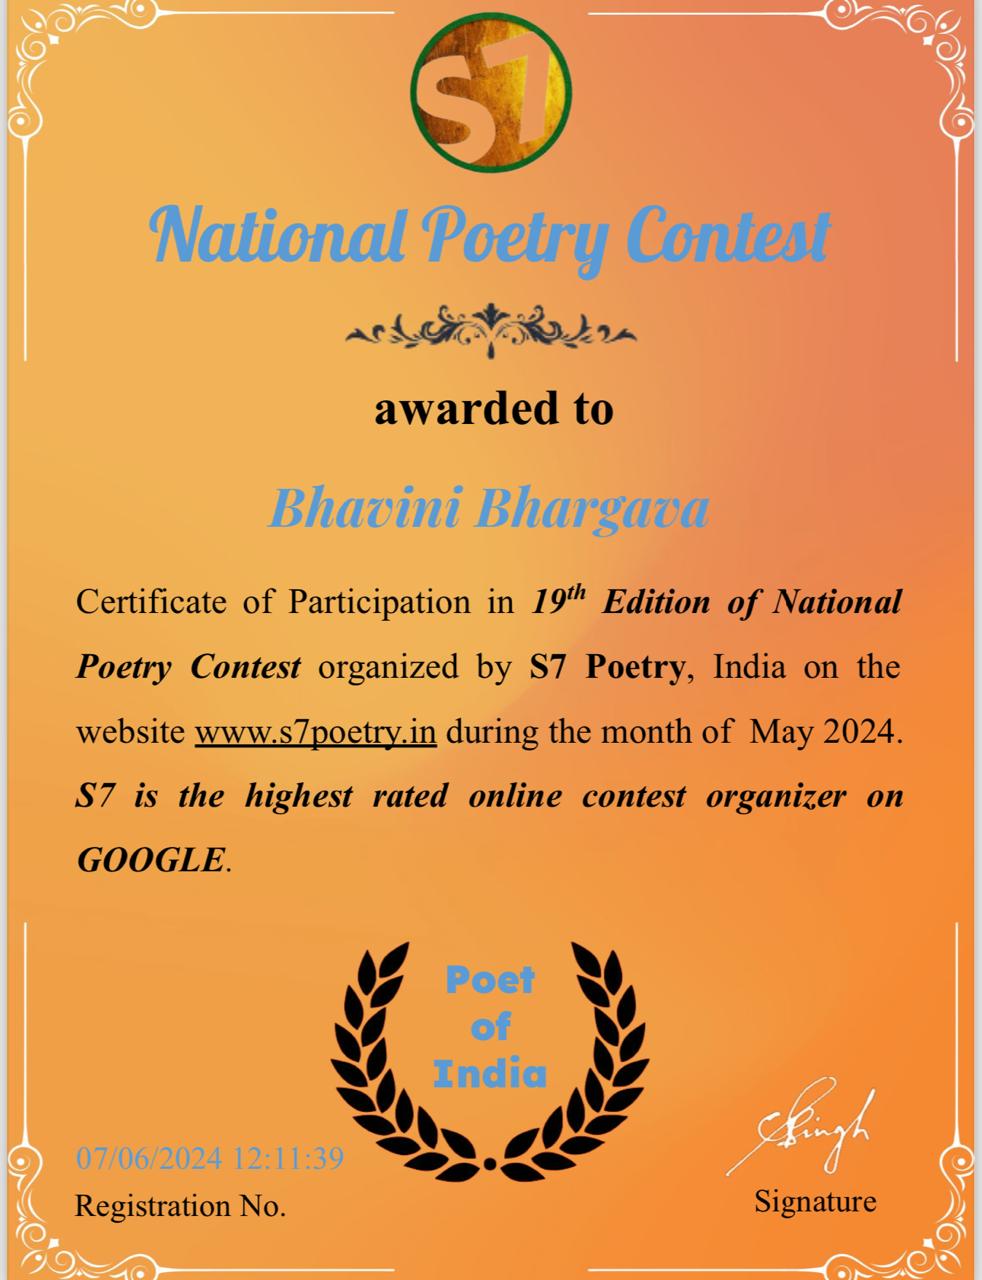 S7
National Poetry Contest
awarded to
Bhavini Bhargava
Certificate of Participation in 19th Edition of National
Poetry Contest organized by S7 Poetry, India on the
website www.s7poetry.in during the month of May 2024.
S7 is the highest rated online contest organizer on
GOOGLE.
Poet
of
India
07/06/2024 12:11:39
Registration No.
Singh
Signature